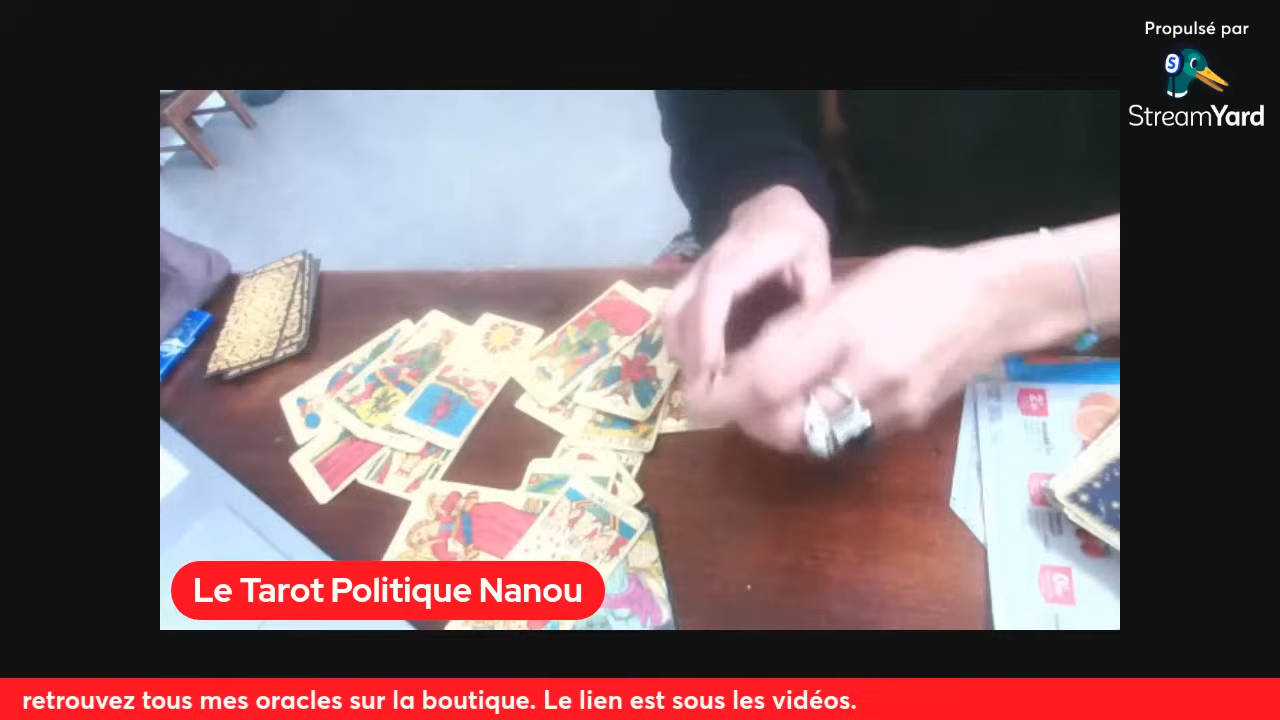 Propulsé par
StreamYard
Le Tarot Politique Nanou
retrouvez tous mes oracles sur la boutique. Le lien est sous les vidéos.